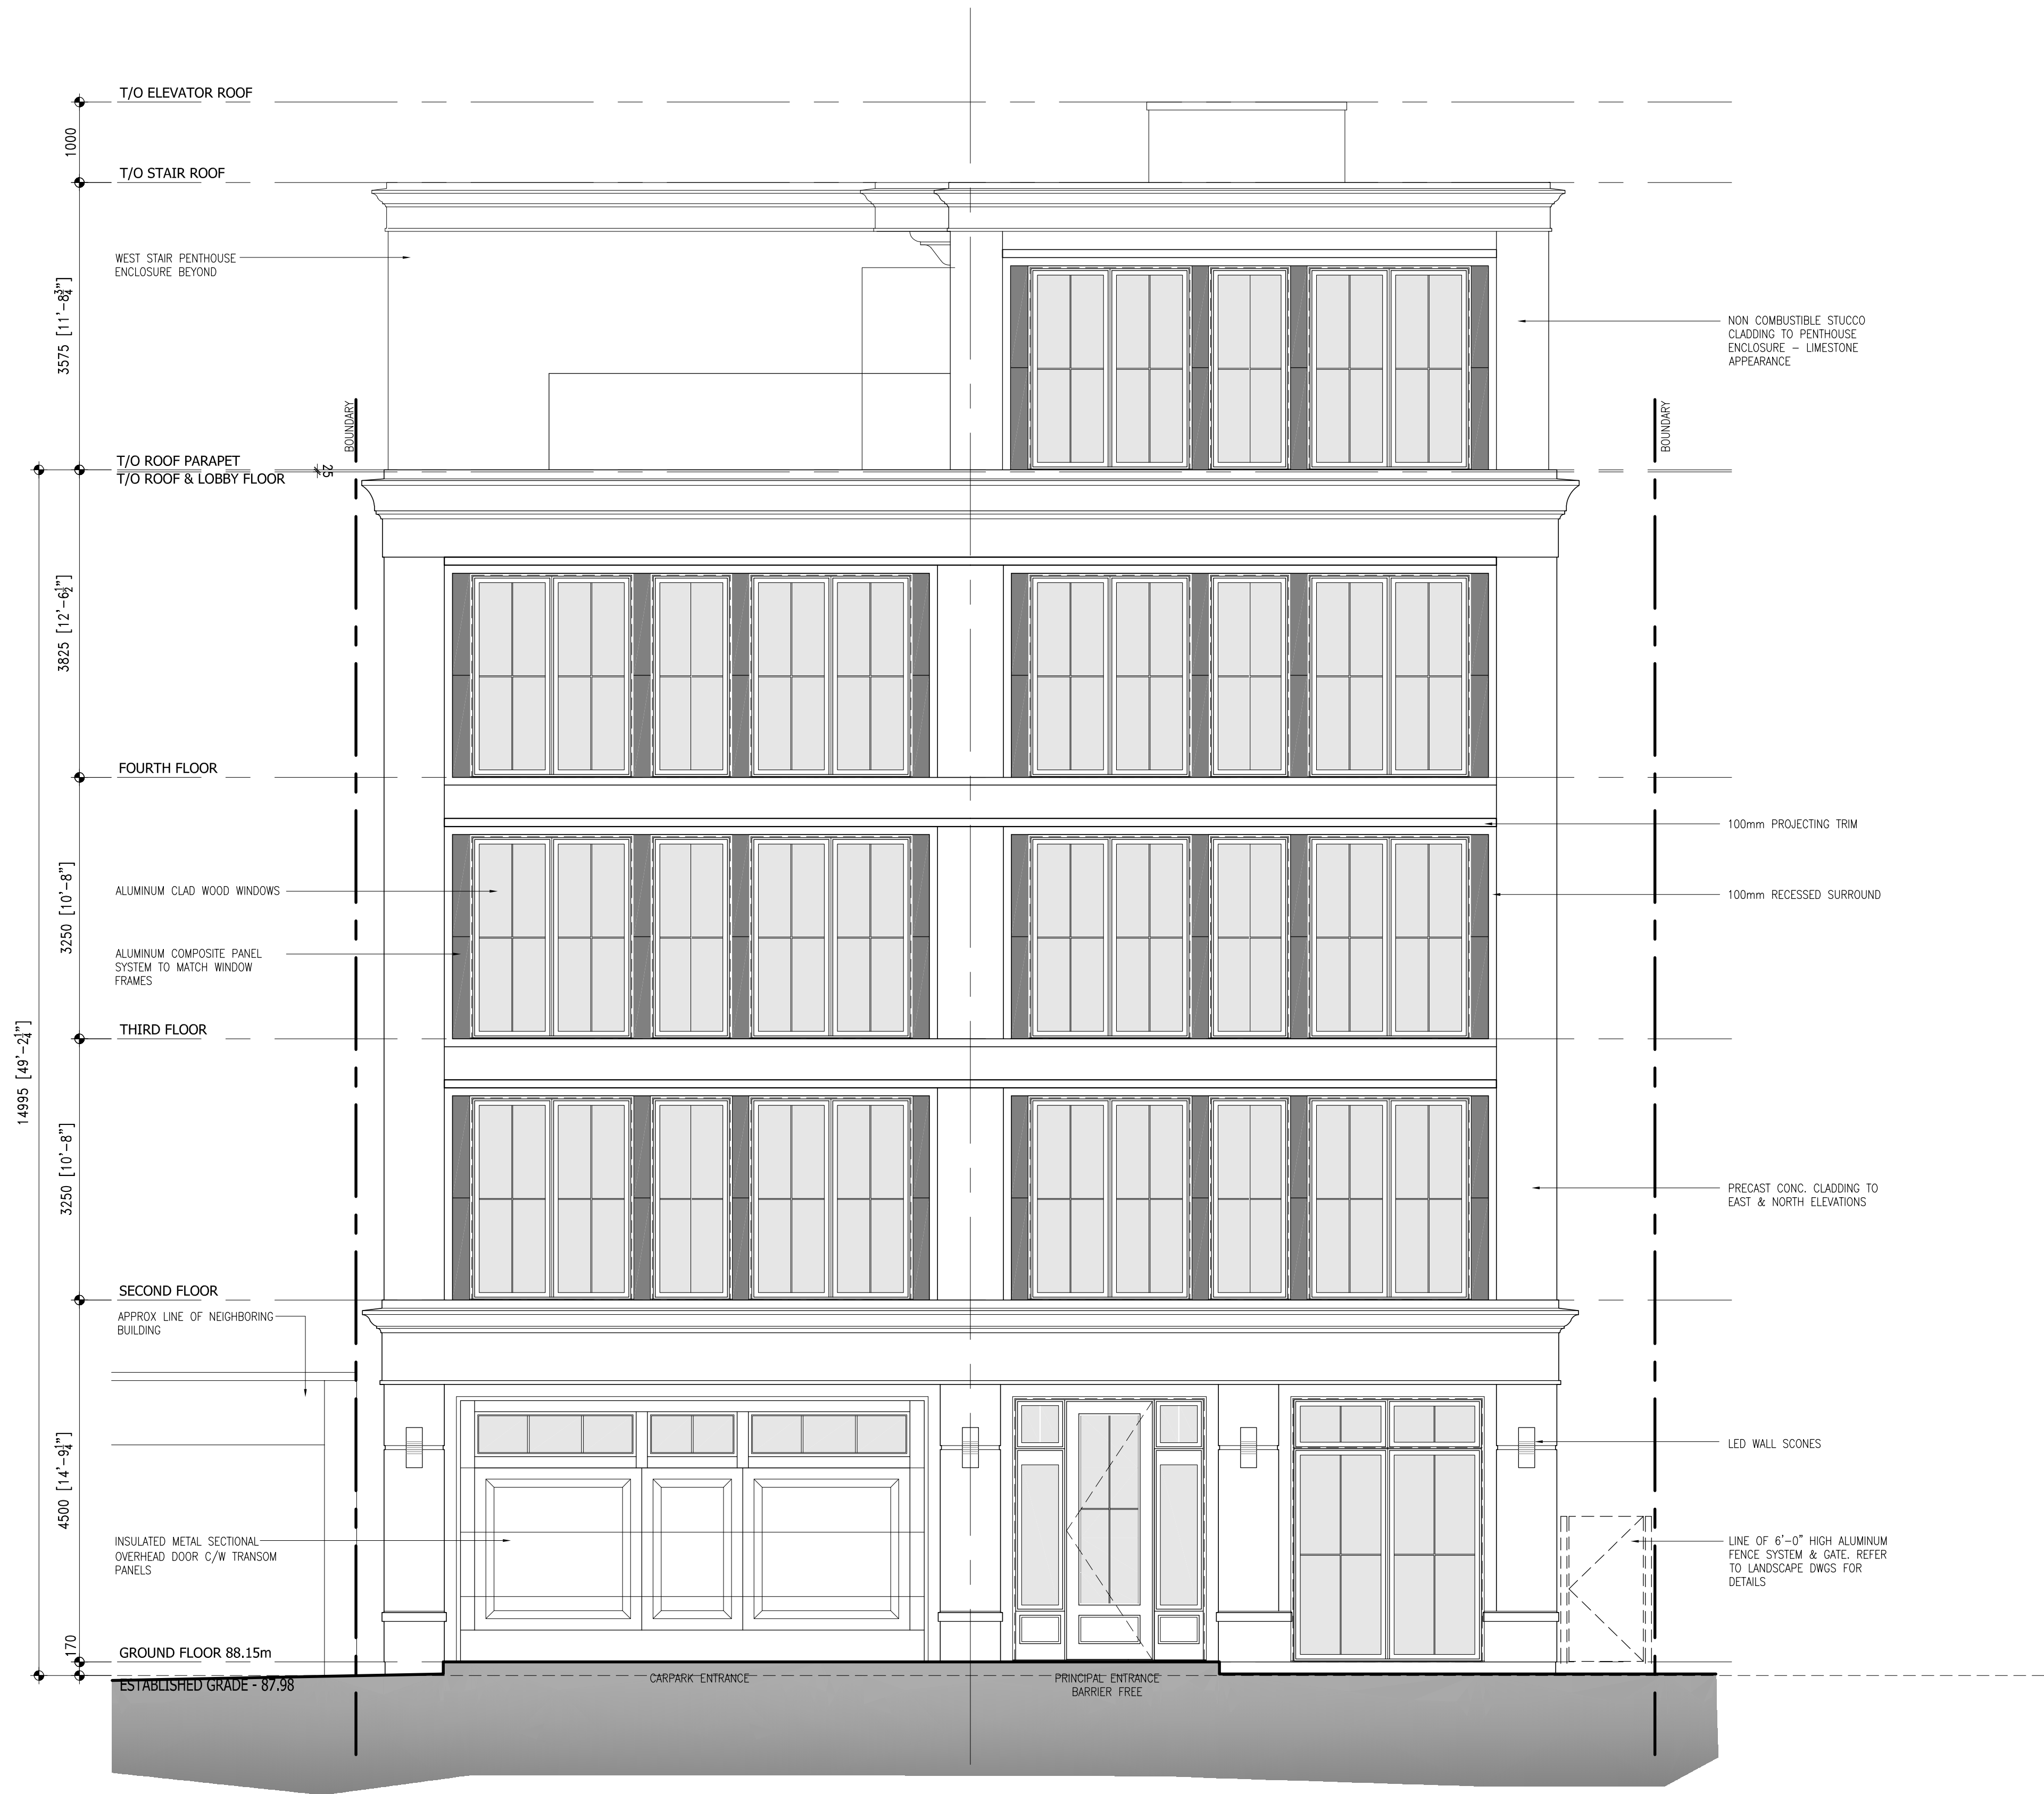 T/O ELEVATOR ROOF
1000
T/O STAIR ROOF
WEST STAIR PENTHOUSE
ENCLOSURE BEYOND
3575 [11'-8¾"]
NON COMBUSTIBLE STUCCO
CLADDING TO PENTHOUSE
ENCLOSURE – LIMESTONE
APPEARANCE
BOUNDARY
BOUNDARY
T/O ROOF PARAPET
25
T/O ROOF & LOBBY FLOOR
3825 [12'-6½"]
FOURTH FLOOR
100mm PROJECTING TRIM
3250 [10'-8"]
ALUMINUM CLAD WOOD WINDOWS
100mm RECESSED SURROUND
ALUMINUM COMPOSITE PANEL
SYSTEM TO MATCH WINDOW
FRAMES
THIRD FLOOR
14995 [49'-2¼"]
3250 [10'-8"]
PRECAST CONC. CLADDING TO
EAST & NORTH ELEVATIONS
SECOND FLOOR
APPROX LINE OF NEIGHBORING
BUILDING
4500 [14'-9¼"]
LED WALL SCONES
INSULATED METAL SECTIONAL
OVERHEAD DOOR C/W TRANSOM
PANELS
LINE OF 6'-0" HIGH ALUMINUM
FENCE SYSTEM & GATE. REFER
TO LANDSCAPE DWGS FOR
DETAILS
170
GROUND FLOOR 88.15m
ESTABLISHED GRADE - 87.98
CARPARK ENTRANCE
PRINCIPAL ENTRANCE
BARRIER FREE